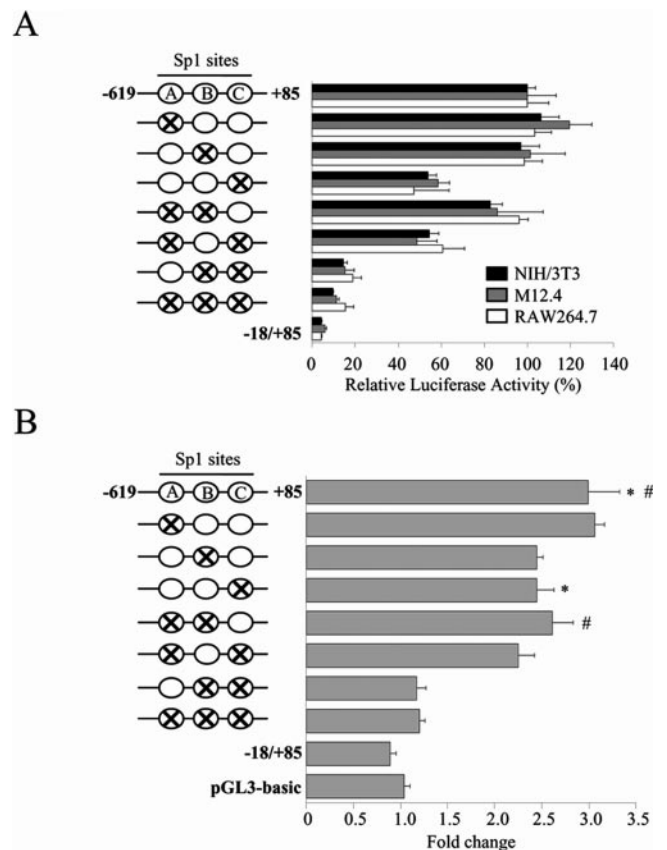 A
Sp1 sites
-619 A B C +85
-18/+85
NIH/3T3
M12.4
RAW264.7
0 20 40 60 80 100 120 140
Relative Luciferase Activity (%)
B
Sp1 sites
-619 A B C +85 * #
*
#
-18/+85
pGL3-basic
0 0.5 1.0 1.5 2.0 2.5 3.0 3.5
Fold change